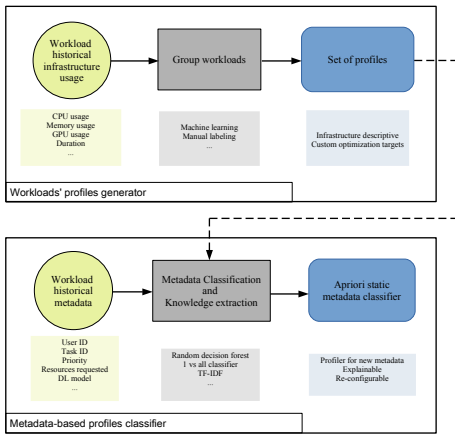 Workload
historical
infrastructure
usage
Group workloads
Set of profiles
CPU usage
Memory usage
GPU usage
Duration
...
Machine learning
Manual labeling
...
Infrastructure descriptive
Custom optimization targets
Workloads' profiles generator
Workload
historical
metadata
Metadata Classification
and
Knowledge extraction
Apriori static
metadata classifier
User ID
Task ID
Priority
Resources requested
DL model
...
Random decision forest
1 vs all classifier
TF-IDF
...
Profiler for new metadata
Explainable
Re-configurable
Metadata-based profiles classifier